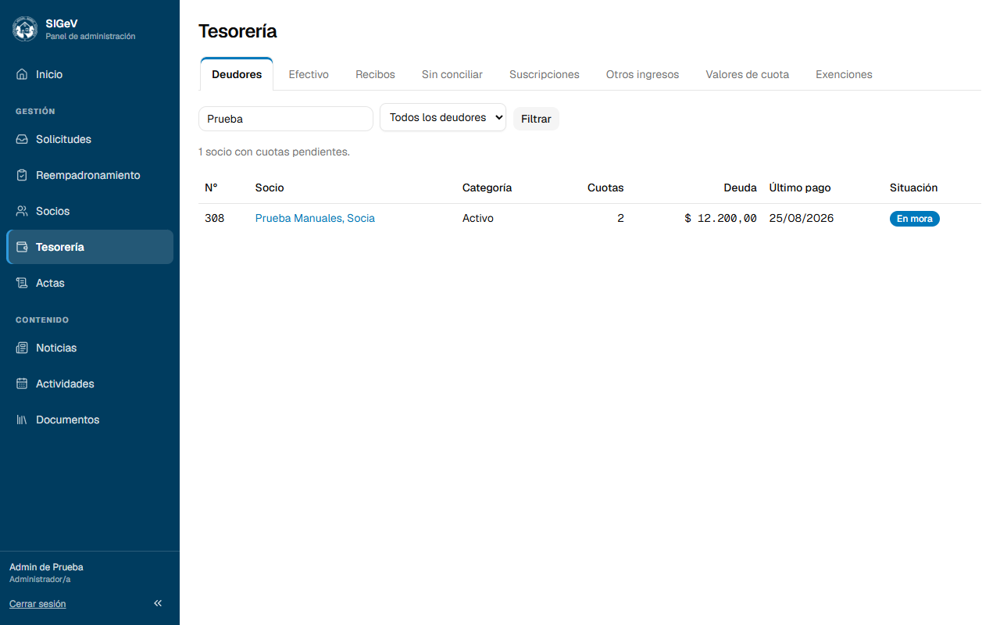 SIGeV
Panel de administración
Inicio
GESTIÓN
Solicitudes
Reempadronamiento
Socios
Tesorería
Actas
CONTENIDO
Noticias
Actividades
Documentos
Admin de Prueba
Administrador/a
Cerrar sesión
Tesorería
Deudores Efectivo Recibos Sin conciliar Suscripciones Otros ingresos Valores de cuota Exenciones
Prueba Todos los deudores Filtrar
1 socio con cuotas pendientes.
N° Socio Categoría Cuotas Deuda Último pago Situación
308 Prueba Manuales, Socia Activo 2 $ 12.200,00 25/08/2026 En mora